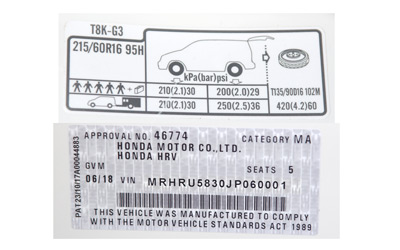 T8K-G3
215/60R16 95H
kPa(bar)psi
210(2.1)30 200(2.0)29 T135/90D16 102M
210(2.1)30 250(2.5)36 420(4.2)60
APPROVAL NO. 46774 CATEGORY MA
HONDA MOTOR CO.,LTD.
HONDA HRV
GVM SEATS 5
06/18 VIN MRHRU5830JP060001
PAT23/10/17A00044883
THIS VEHICLE WAS MANUFACTURED TO COMPLY
WITH THE MOTOR VEHICLE STANDARDS ACT 1989